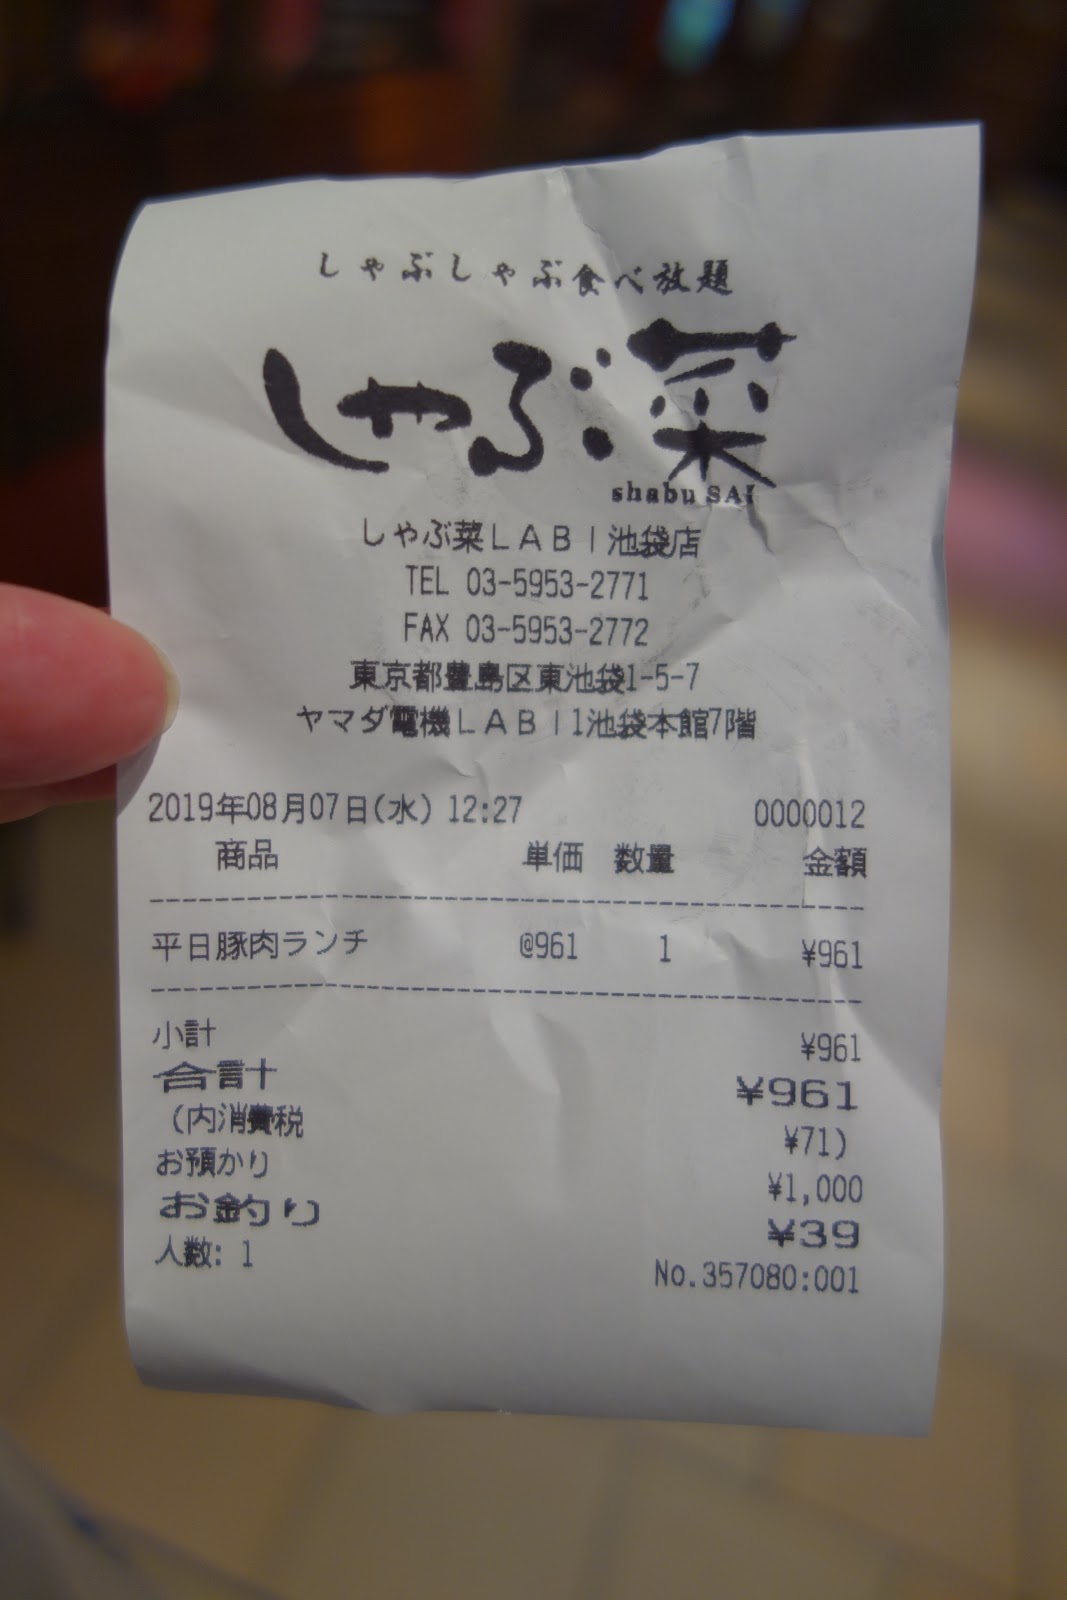 しゃぶしゃぶ食べ放題
しゃぶ菜
shabu SAI
しゃぶ菜LABI池袋店
TEL 03-5953-2771
FAX 03-5953-2772
東京都豊島区東池袋1-5-7
ヤマダ電機LABI1池袋本館7階
2019年08月07日(水) 12:27 0000012
商品 単価 数量 金額
平日豚肉ランチ @961 1 ¥961
小計 ¥961
合計 ¥961
(内消費税 ¥71)
お預かり ¥1,000
お釣り ¥39
人数: 1
No.357080:001